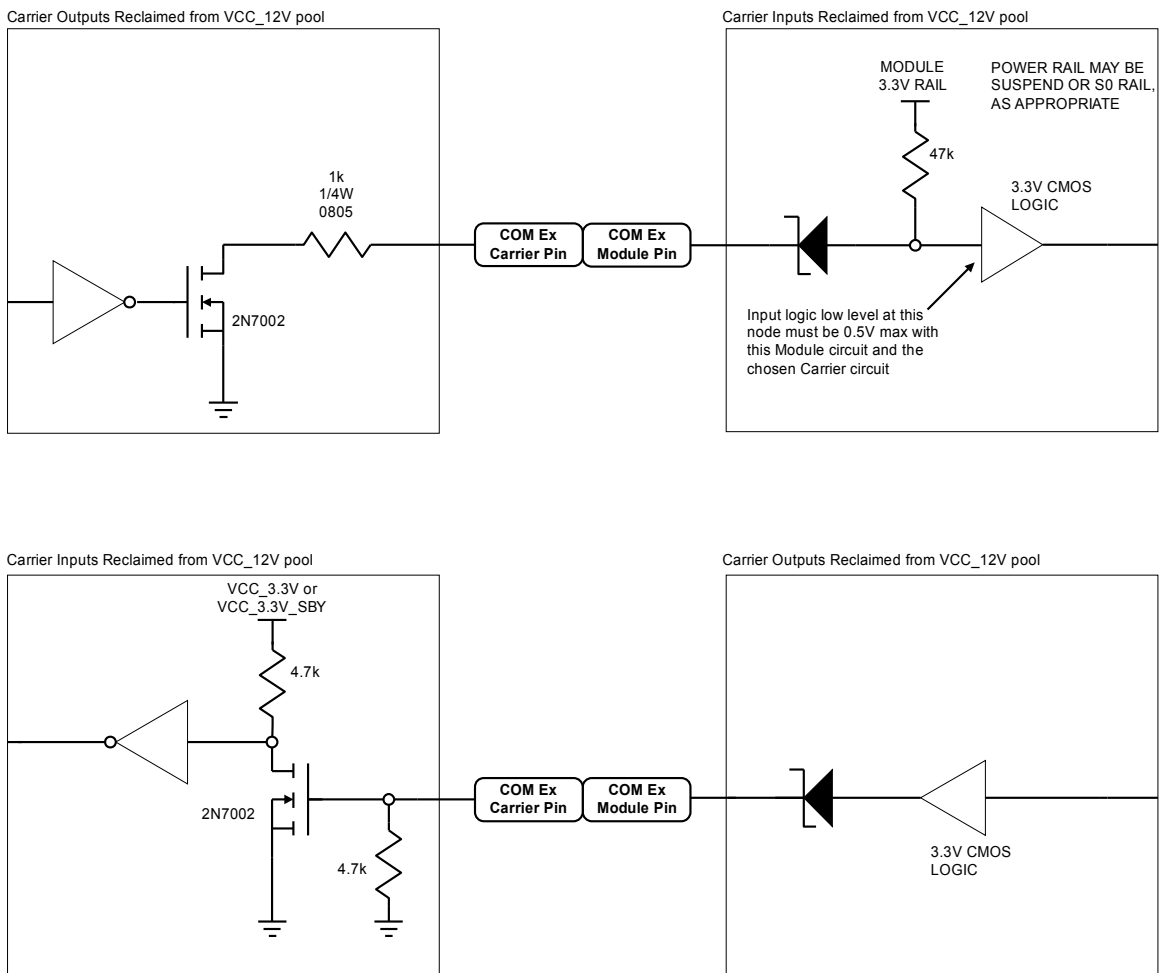 Carrier Outputs Reclaimed from VCC_12V pool
Carrier Inputs Reclaimed from VCC_12V pool
MODULE
3.3V RAIL
POWER RAIL MAY BE
SUSPEND OR S0 RAIL,
AS APPROPRIATE
47k
1k
1/4W
0805
3.3V CMOS
LOGIC
COM Ex
Carrier Pin
COM Ex
Module Pin
2N7002
Input logic low level at this
node must be 0.5V max with
this Module circuit and the
chosen Carrier circuit
Carrier Inputs Reclaimed from VCC_12V pool
Carrier Outputs Reclaimed from VCC_12V pool
VCC_3.3V or
VCC_3.3V_SBY
4.7k
COM Ex
Carrier Pin
COM Ex
Module Pin
2N7002
4.7k
3.3V CMOS
LOGIC